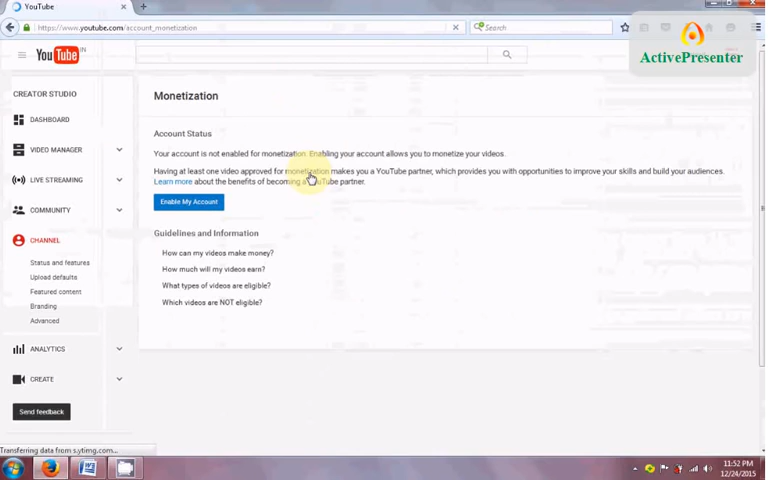 YouTube
https://www.youtube.com/account_monetization
Search
ActivePresenter
You Tube IN
CREATOR STUDIO
DASHBOARD
VIDEO MANAGER
LIVE STREAMING
COMMUNITY
CHANNEL
Status and features
Upload defaults
Featured content
Branding
Advanced
ANALYTICS
CREATE
Send feedback
Monetization
Account Status
Your account is not enabled for monetization. Enabling your account allows you to monetize your videos.
Having at least one video approved for monetization makes you a YouTube partner, which provides you with opportunities to improve your skills and build your audiences.
Learn more about the benefits of becoming a YouTube partner.
Enable My Account
Guidelines and Information
How can my videos make money?
How much will my videos earn?
What types of videos are eligible?
Which videos are NOT eligible?
Transferring data from s.ytimg.com...
11:52 PM
12/24/2015